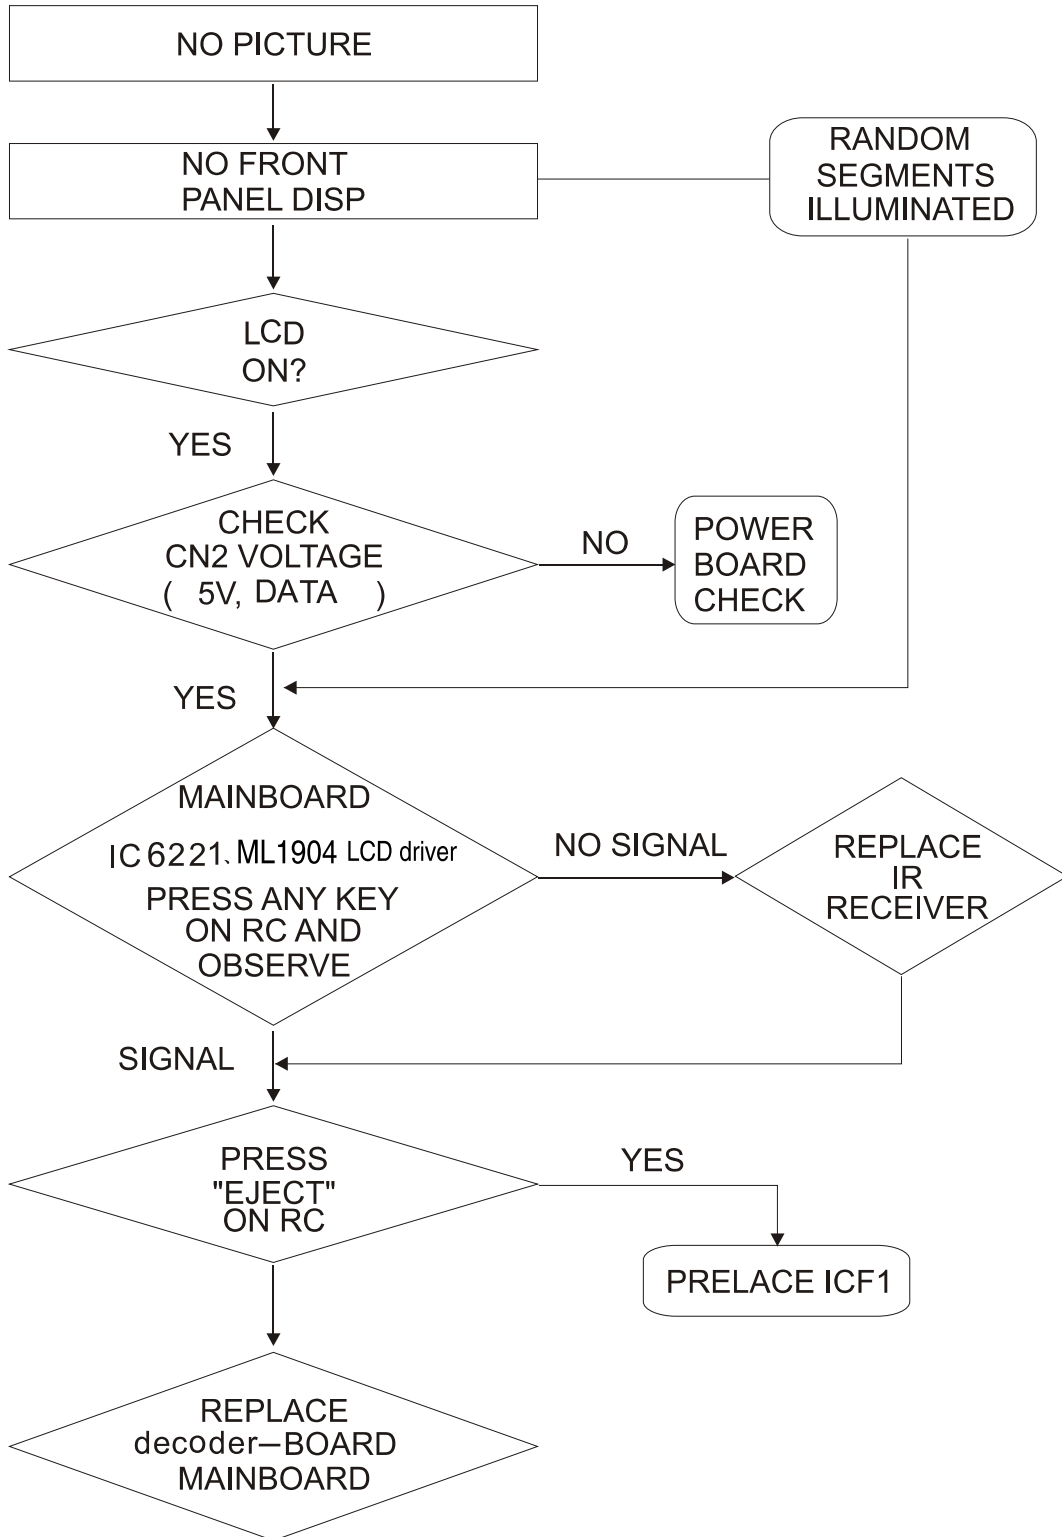 NO PICTURE
NO FRONT
PANEL DISP
RANDOM
SEGMENTS
ILLUMINATED
LCD
ON?
YES
CHECK
CN2 VOLTAGE
( 5V, DATA )
NO
POWER
BOARD
CHECK
YES
MAINBOARD
IC 6221、ML1904 LCD driver
PRESS ANY KEY
ON RC AND
OBSERVE
NO SIGNAL
REPLACE
IR
RECEIVER
SIGNAL
PRESS
"EJECT"
ON RC
YES
PRELACE ICF1
REPLACE
decoder–BOARD
MAINBOARD